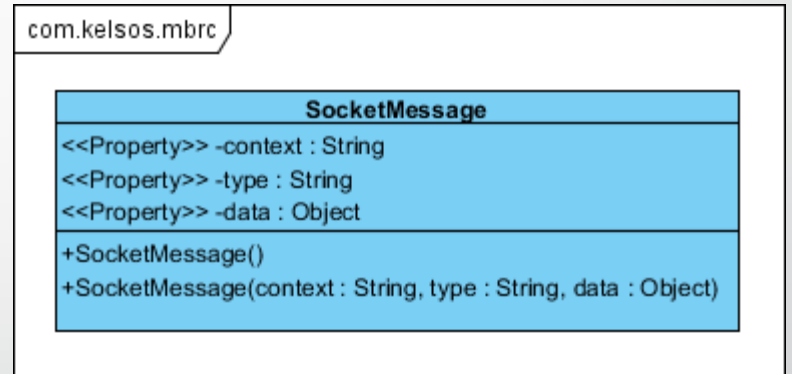 com.kelsos.mbrc
SocketMessage
<<Property>> -context : String
<<Property>> -type : String
<<Property>> -data : Object
+SocketMessage()
+SocketMessage(context : String, type : String, data : Object)